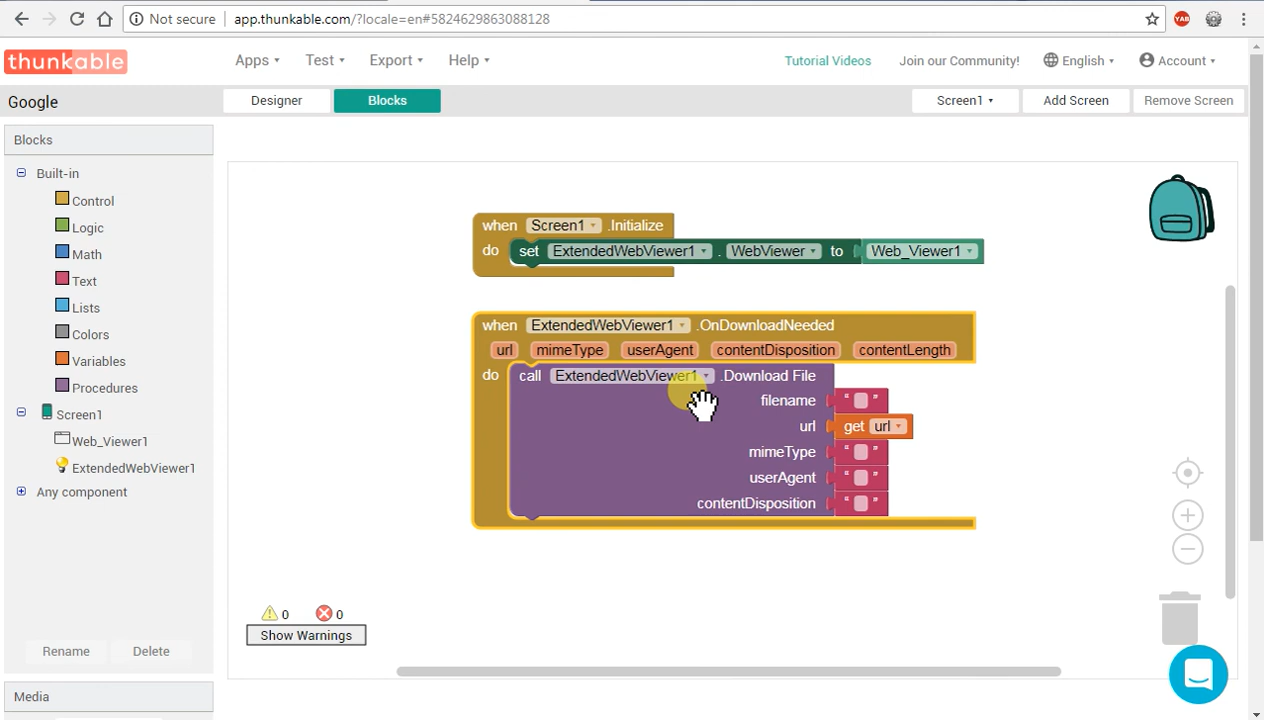 Not secure app.thunkable.com/?locale=en#5824629863088128
YAB
thunkable Apps Test Export Help Tutorial Videos Join our Community! English Account
Google Designer Blocks Screen1 Add Screen Remove Screen
Blocks
Built-in
Control
Logic
Math
Text
Lists
Colors
Variables
Procedures
Screen1
Web_Viewer1
ExtendedWebViewer1
Any component
Rename Delete
Media
when Screen1 .Initialize
do set ExtendedWebViewer1 . WebViewer to Web_Viewer1
when ExtendedWebViewer1 .OnDownloadNeeded
url mimeType userAgent contentDisposition contentLength
do call ExtendedWebViewer1 .Download File
filename “ ”
url get url
mimeType “ ”
userAgent “ ”
contentDisposition “ ”
0 0
Show Warnings